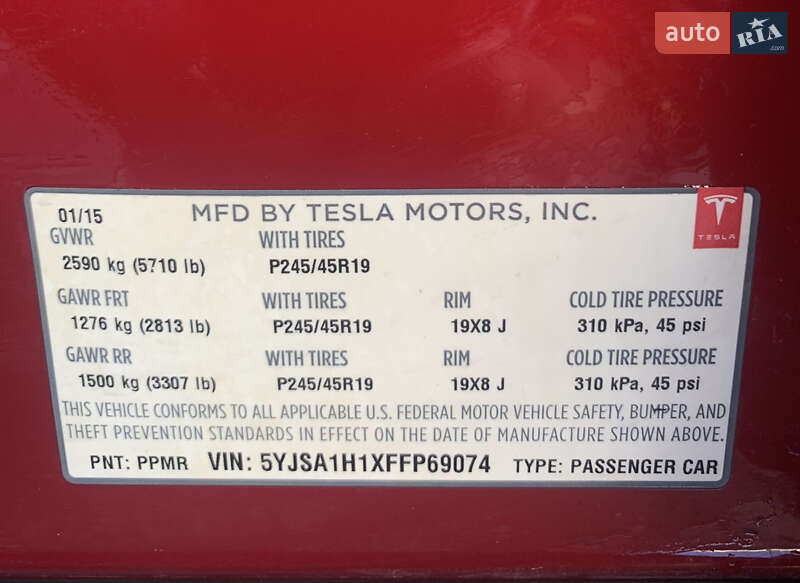 auto RIA .com
01/15 MFD BY TESLA MOTORS, INC.
TESLA
GVWR WITH TIRES
2590 kg (5710 lb) P245/45R19
GAWR FRT WITH TIRES RIM COLD TIRE PRESSURE
1276 kg (2813 lb) P245/45R19 19X8 J 310 kPa, 45 psi
GAWR RR WITH TIRES RIM COLD TIRE PRESSURE
1500 kg (3307 lb) P245/45R19 19X8 J 310 kPa, 45 psi
THIS VEHICLE CONFORMS TO ALL APPLICABLE U.S. FEDERAL MOTOR VEHICLE SAFETY, BUMPER, AND
THEFT PREVENTION STANDARDS IN EFFECT ON THE DATE OF MANUFACTURE SHOWN ABOVE.
PNT: PPMR VIN: 5YJSA1H1XFFP69074 TYPE: PASSENGER CAR